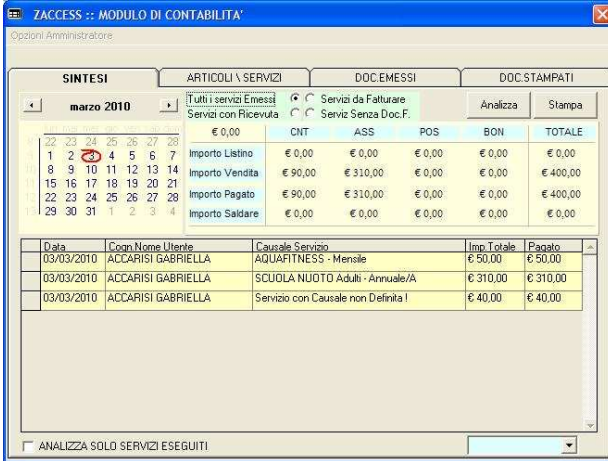 ZACCESS :: MODULO DI CONTABILITA'
Opzioni Amministratore
SINTESI ARTICOLI \ SERVIZI DOC.EMESSI DOC.STAMPATI
marzo 2010
Tutti i servizi Emessi Servizi da Fatturare
Servizi con Ricevuta Serviz Senza Doc.F.
Analizza Stampa
22 23 24 25 26 27 28
1 2 3 4 5 6 7
8 9 10 11 12 13 14
15 16 17 18 19 20 21
22 23 24 25 26 27 28
29 30 31 1 2 3 4
€ 0,00 CNT ASS POS BON TOTALE
Importo Listino € 0,00 € 0,00 € 0,00 € 0,00 € 0,00
Importo Vendita € 90,00 € 310,00 € 0,00 € 0,00 € 400,00
Importo Pagato € 90,00 € 310,00 € 0,00 € 0,00 € 400,00
Importo Saldare € 0,00 € 0,00 € 0,00 € 0,00 € 0,00
Data Cogn.Nome Utente Causale Servizio Imp.Totale Pagato
03/03/2010 ACCARISI GABRIELLA AQUAFITNESS - Mensile € 50,00 € 50,00
03/03/2010 ACCARISI GABRIELLA SCUOLA NUOTO Adulti - Annuale/A € 310,00 € 310,00
03/03/2010 ACCARISI GABRIELLA Servizio con Causale non Definita ! € 40,00 € 40,00
ANALIZZA SOLO SERVIZI ESEGUITI